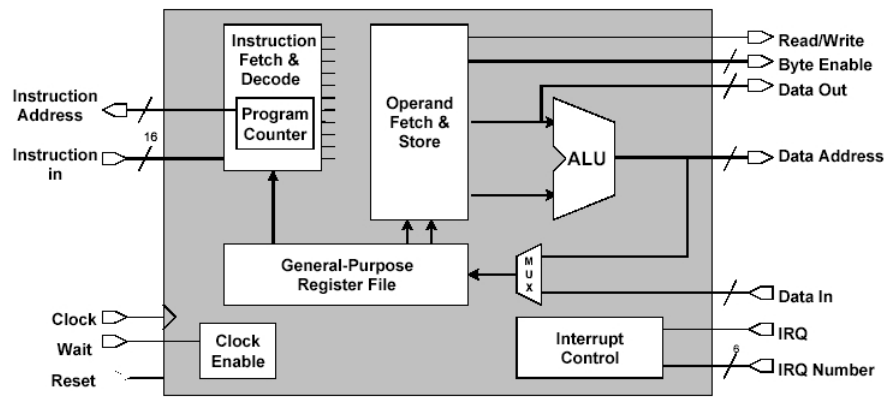 Instruction
Fetch &
Decode
Program
Counter
Operand
Fetch &
Store
ALU
General-Purpose
Register File
M
U
X
Clock
Enable
Interrupt
Control
Instruction
Address
16
Instruction
in
Clock
Wait
Reset
Read/Write
Byte Enable
Data Out
Data Address
Data In
IRQ
6
IRQ Number